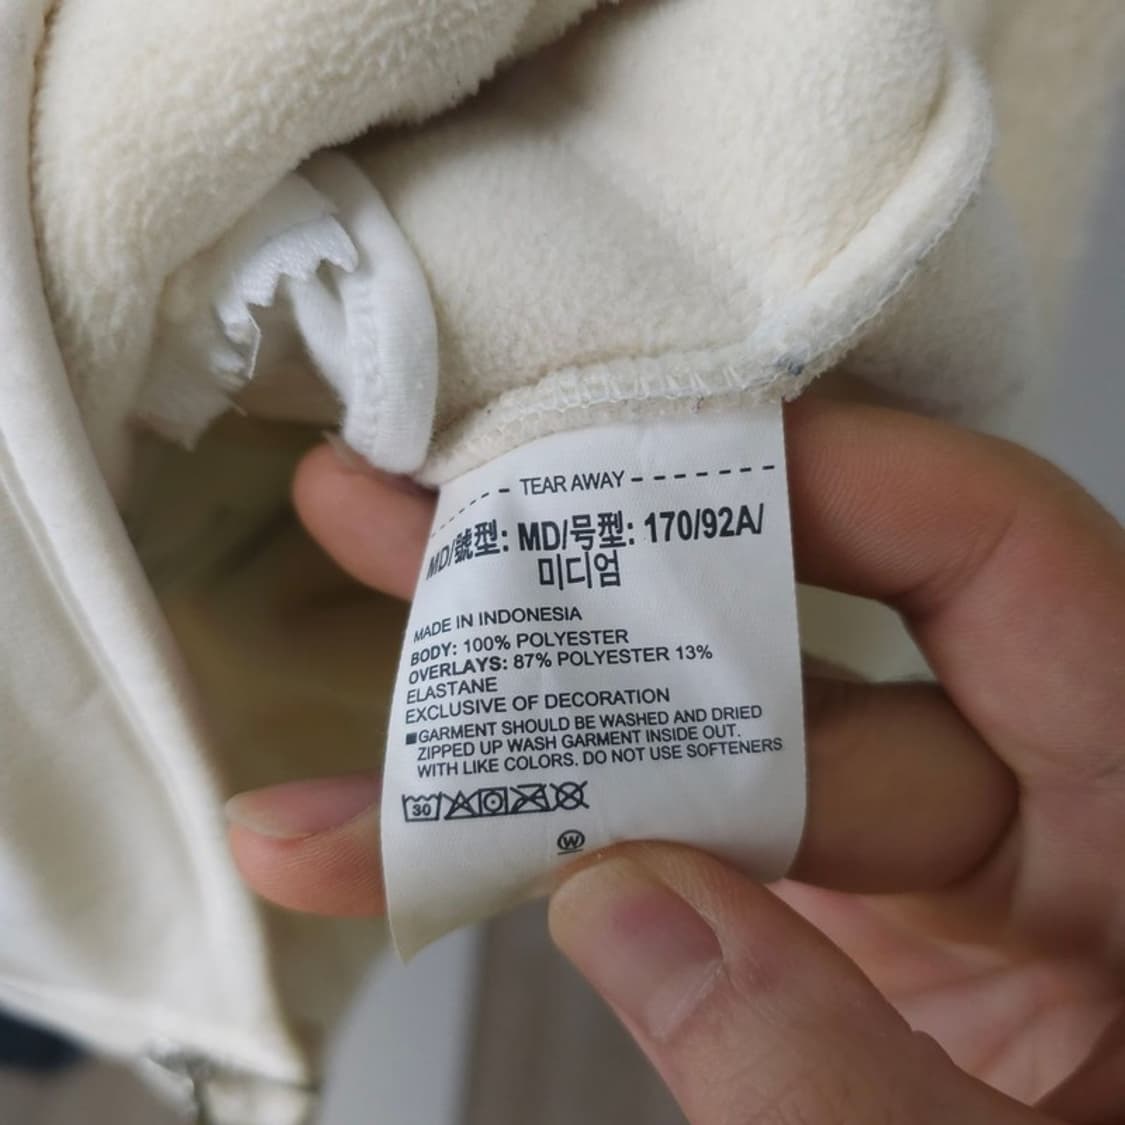 TEAR AWAY
MD/號型: MD/号型: 170/92A/
미디엄
MADE IN INDONESIA
BODY: 100% POLYESTER
OVERLAYS: 87% POLYESTER 13%
ELASTANE
EXCLUSIVE OF DECORATION
■GARMENT SHOULD BE WASHED AND DRIED
ZIPPED UP WASH GARMENT INSIDE OUT.
WITH LIKE COLORS. DO NOT USE SOFTENERS
30
W